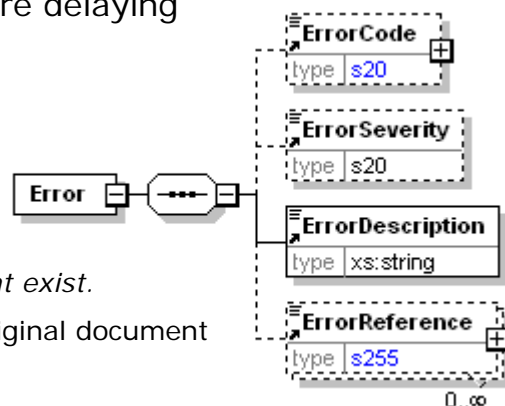 re delaying
ErrorCode
type s20
ErrorSeverity
type s20
Error
ErrorDescription
type xs:string
t exist.
ErrorReference
iginal document
type s255
0..∞